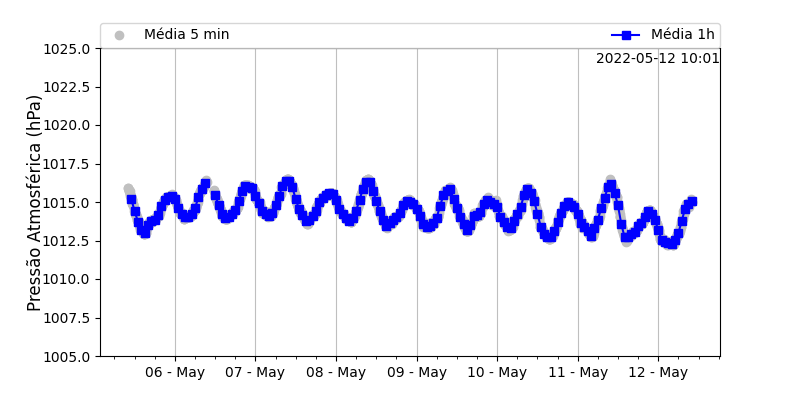 Média 5 min
Média 1h
2022-05-12 10:01
Pressão Atmosférica (hPa)
1025.0
1022.5
1020.0
1017.5
1015.0
1012.5
1010.0
1007.5
1005.0
06 - May
07 - May
08 - May
09 - May
10 - May
11 - May
12 - May